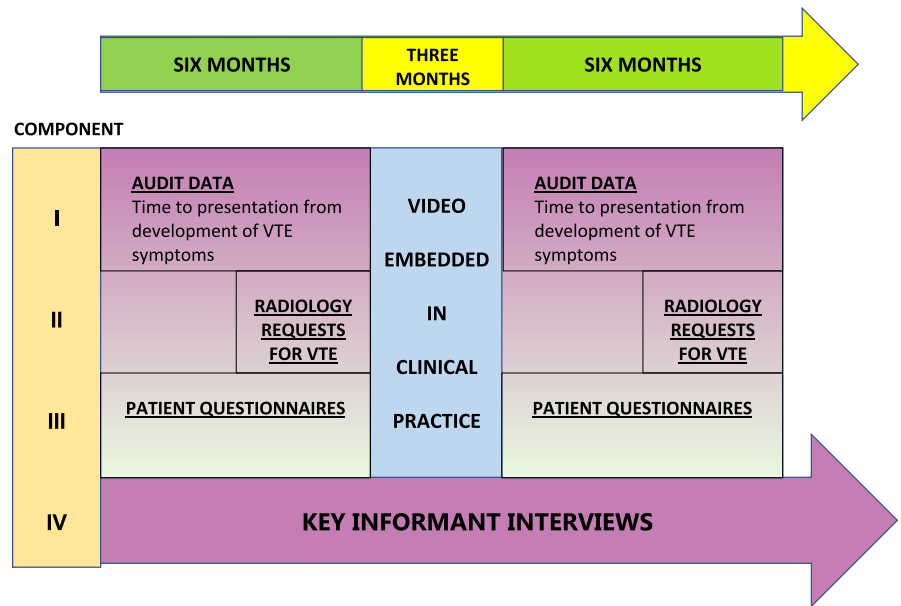 SIX MONTHS
THREE
MONTHS
SIX MONTHS
COMPONENT
I
AUDIT DATA
Time to presentation from
development of VTE
symptoms
VIDEO
EMBEDDED
IN
CLINICAL
PRACTICE
AUDIT DATA
Time to presentation from
development of VTE
symptoms
II
RADIOLOGY
REQUESTS
FOR VTE
RADIOLOGY
REQUESTS
FOR VTE
III
PATIENT QUESTIONNAIRES
PATIENT QUESTIONNAIRES
IV
KEY INFORMANT INTERVIEWS